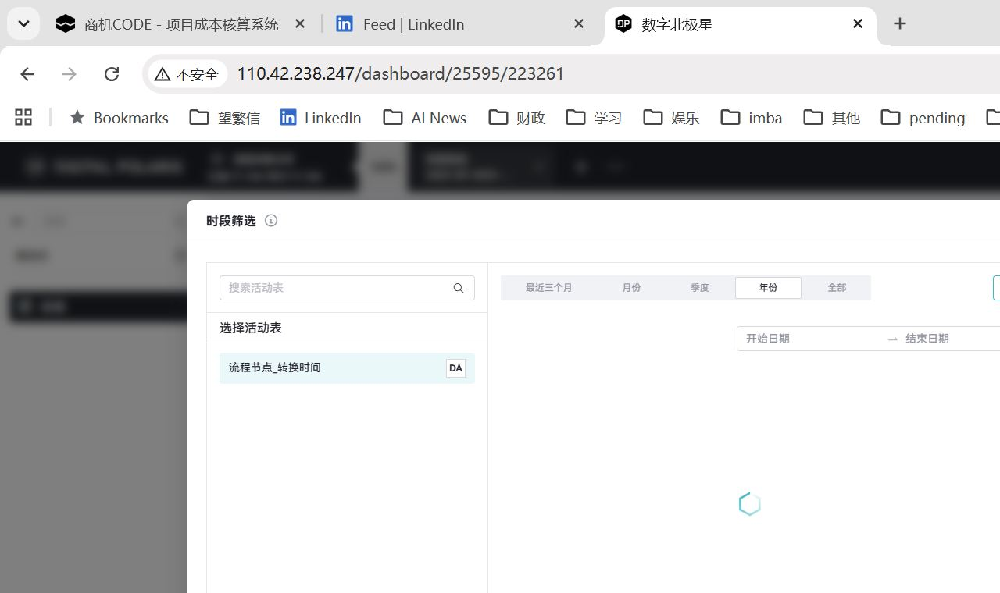 商机CODE - 项目成本核算系统
Feed | LinkedIn
数字北极星
不安全
110.42.238.247/dashboard/25595/223261
Bookmarks
望繁信
LinkedIn
AI News
财政
学习
娱乐
imba
其他
pending
时段筛选
搜索活动表
最近三个月
月份
季度
年份
全部
选择活动表
开始日期
结束日期
流程节点_转换时间
DA